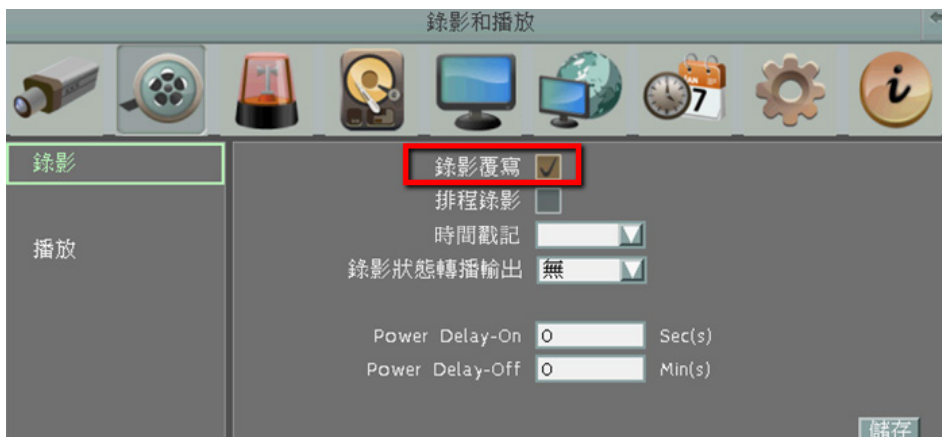 錄影和播放
JAN
7
i
錄影
播放
錄影覆寫
排程錄影
時間戳記
錄影狀態轉播輸出 無
Power Delay-On 0 Sec(s)
Power Delay-Off 0 Min(s)
儲存